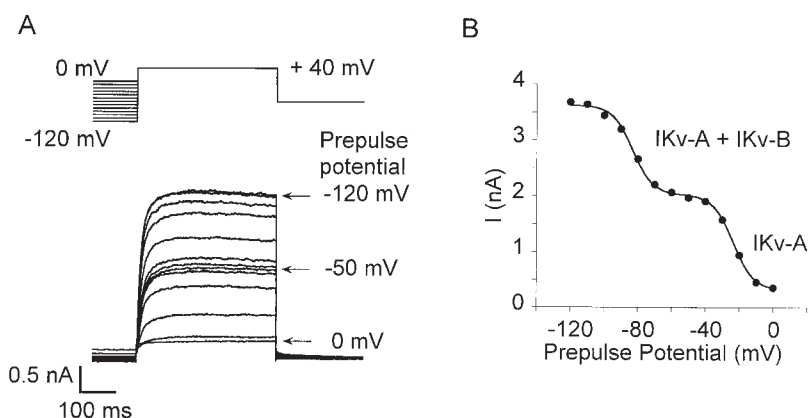 A
0 mV
+ 40 mV
-120 mV
Prepulse
potential
-120 mV
-50 mV
0 mV
0.5 nA
100 ms
B
4
3
2
1
0
I (nA)
IKv-A + IKv-B
IKv-A
-120 -80 -40 0
Prepulse Potential (mV)